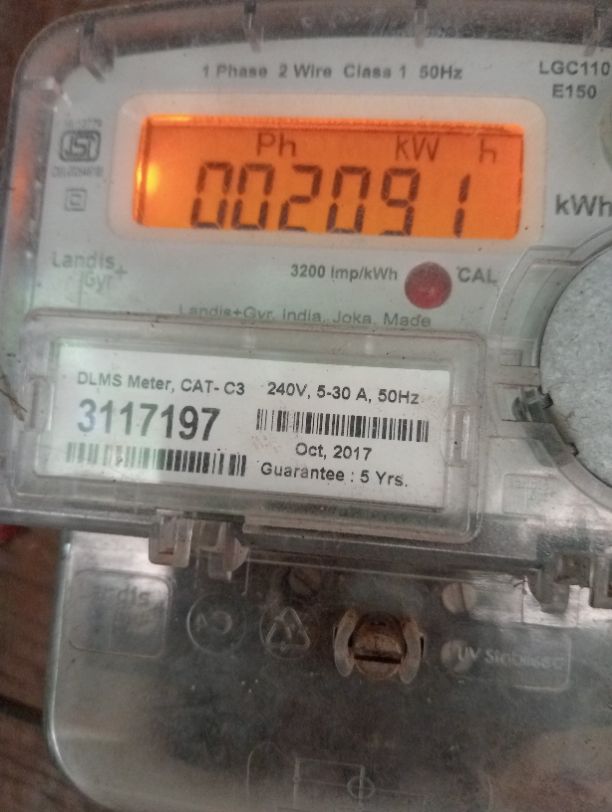 1 Phase 2 Wire Class 1 50Hz
LGC110
E150
Ph kW h
002091
kWh
Landis
Gyr+
3200 Imp/kWh
CAL
Landis+Gyr, India, Joka, Made
DLMS Meter, CAT- C3
240V, 5-30 A, 50Hz
3117197
Oct, 2017
Guarantee : 5 Yrs.
UV Stabilised